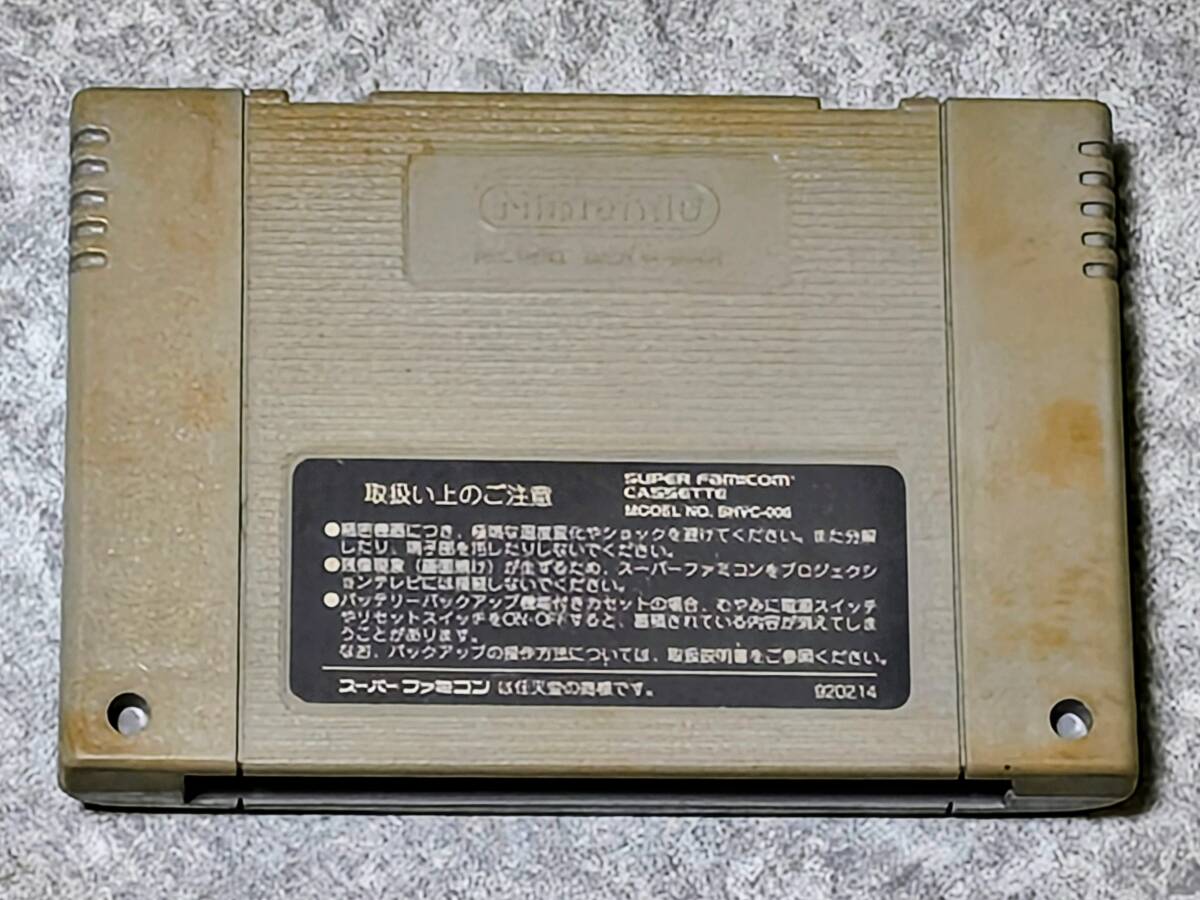 Nintendo
取扱い上のご注意
SUPER FAMICOM
CASSETTE
MODEL NO. SHVC-006
●精密機器につき、極端な温度変化やショックを避けてください。また分解
したり、端子部を汚したりしないでください。
●残像現象(画面焼け)が生ずるため、スーパーファミコンをプロジェクシ
ョンテレビには接続しないでください。
●バッテリーバックアップ機能付きカセットの場合、むやみに電源スイッチ
やリセットスイッチをON・OFFすると、蓄積されている内容が消えてしま
うことがあります。
なお、バックアップの操作方法については、取扱説明書をご参照ください。
スーパーファミコンは任天堂の商標です。
920214